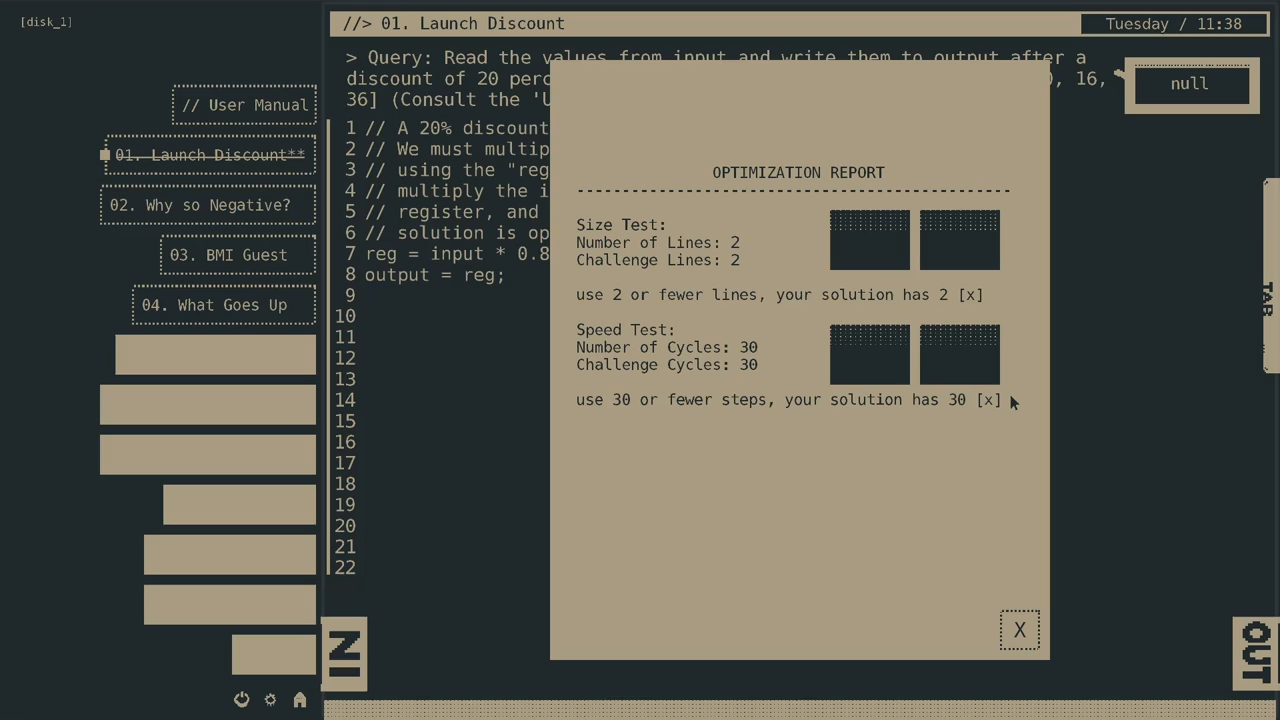 [disk_1]
//> 01. Launch Discount
Tuesday / 11:38
// User Manual
01. Launch Discount**
02. Why so Negative?
03. BMI Guest
04. What Goes Up
> Query: Read the values from input and write them to output after a
discount of 20 perc
, 16,
36] (Consult the 'U
null
1 // A 20% discount
2 // We must multip
3 // using the "reg
4 // multiply the i
5 // register, and
6 // solution is op
7 reg = input * 0.8
8 output = reg;
9
10
11
12
13
14
15
16
17
18
19
20
21
22
OPTIMIZATION REPORT
Size Test:
Number of Lines: 2
Challenge Lines: 2
use 2 or fewer lines, your solution has 2 [x]
Speed Test:
Number of Cycles: 30
Challenge Cycles: 30
use 30 or fewer steps, your solution has 30 [x]
X
TAB
IN
OUT